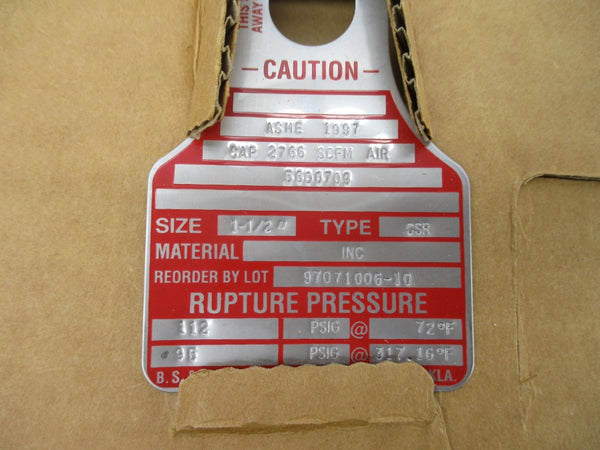 THIS
AWAY
— CAUTION —
ASME 1997
CAP 2766 SCFM AIR
SIZE 1-1/2" TYPE CSR
MATERIAL INC
REORDER BY LOT 97071006-10
RUPTURE PRESSURE
112 PSIG @ 72°F
95 PSIG @ 317.16°F
B. S. & KLA.